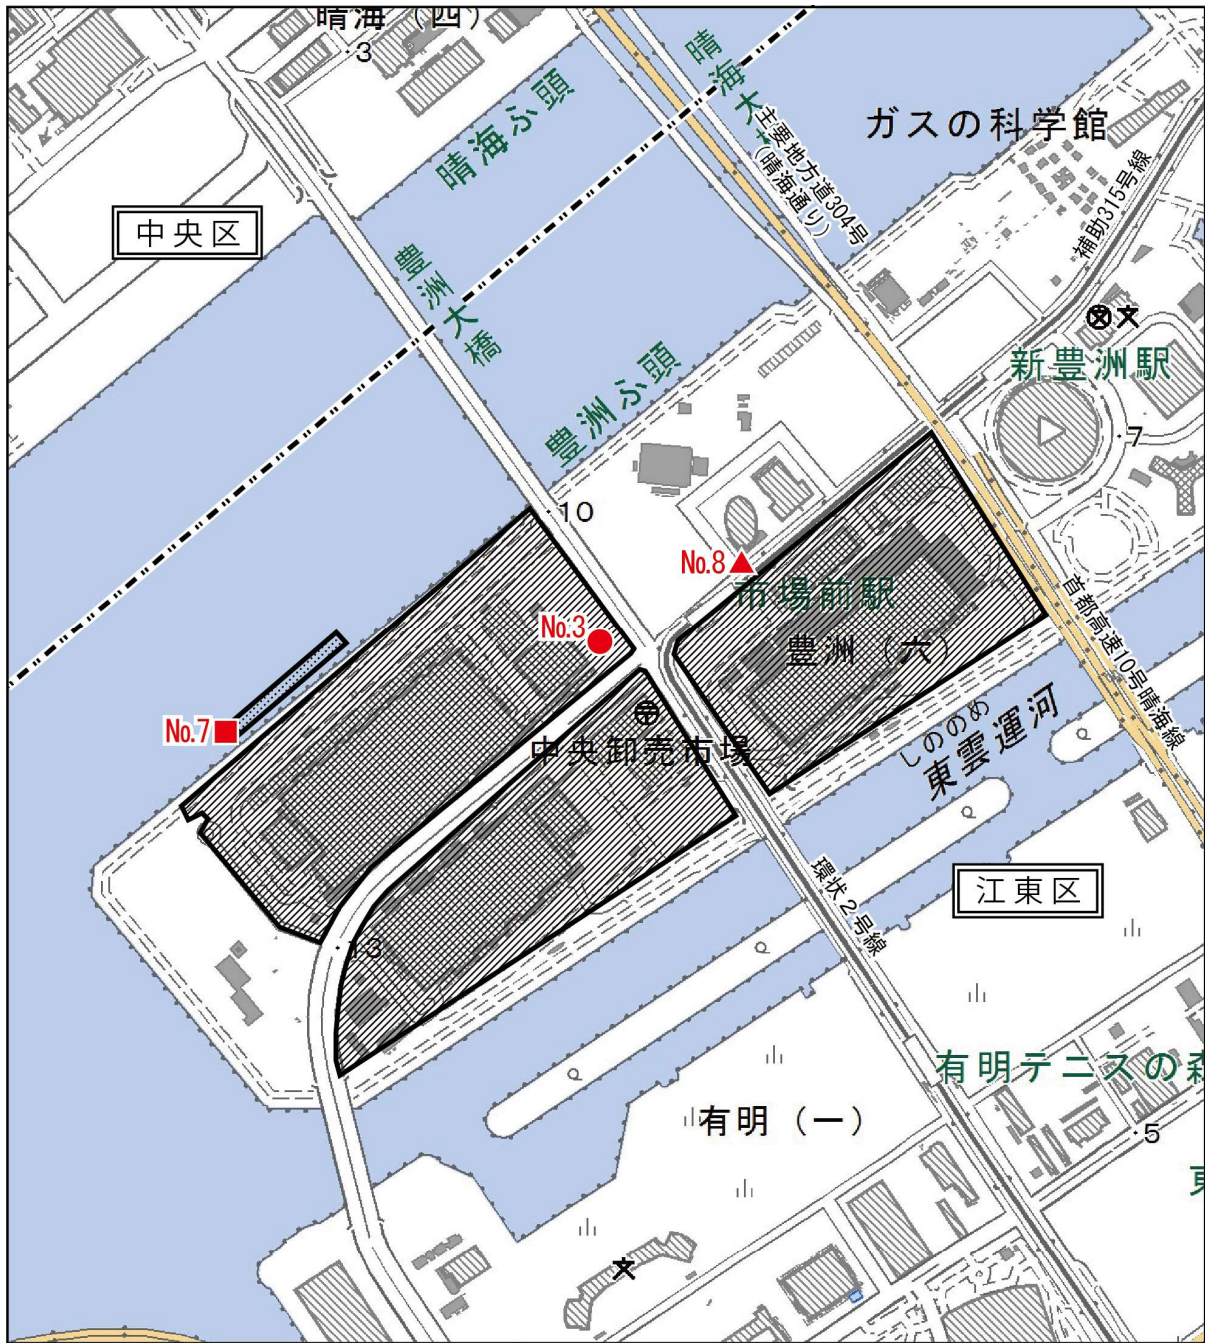 晴海（四）
3
晴海大
主要地方道304号
（晴海通り）
ガスの科学館
晴海ふ頭
補助315号線
中央区
豊洲大橋
新豊洲駅
豊洲ふ頭
7
10
No.8
市場前駅
No.3
豊洲（六）
首都高速10号晴海線
しののめ
東雲運河
No.7
中央卸売市場
環状2号線
江東区
13
有明テニスの森
有明（一）
5